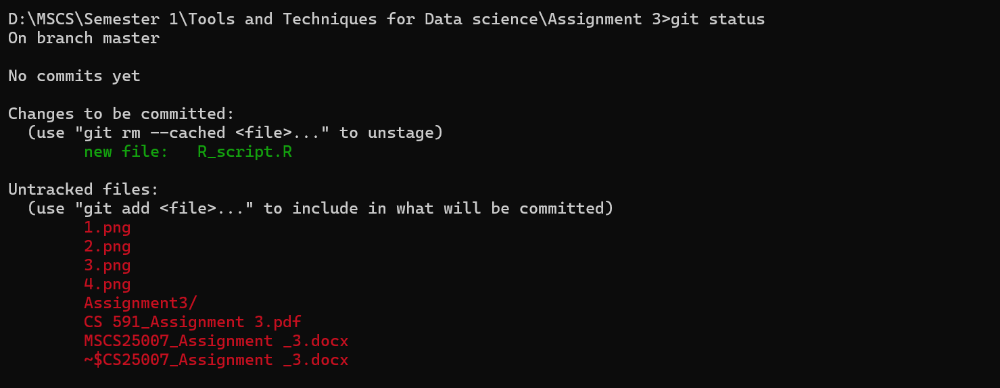 D:\MSCS\Semester 1\Tools and Techniques for Data science\Assignment 3>git status
On branch master
No commits yet
Changes to be committed:
(use "git rm --cached <file>..." to unstage)
new file:   R_script.R
Untracked files:
(use "git add <file>..." to include in what will be committed)
1.png
2.png
3.png
4.png
Assignment3/
CS 591_Assignment 3.pdf
MSCS25007_Assignment _3.docx
~$CS25007_Assignment _3.docx